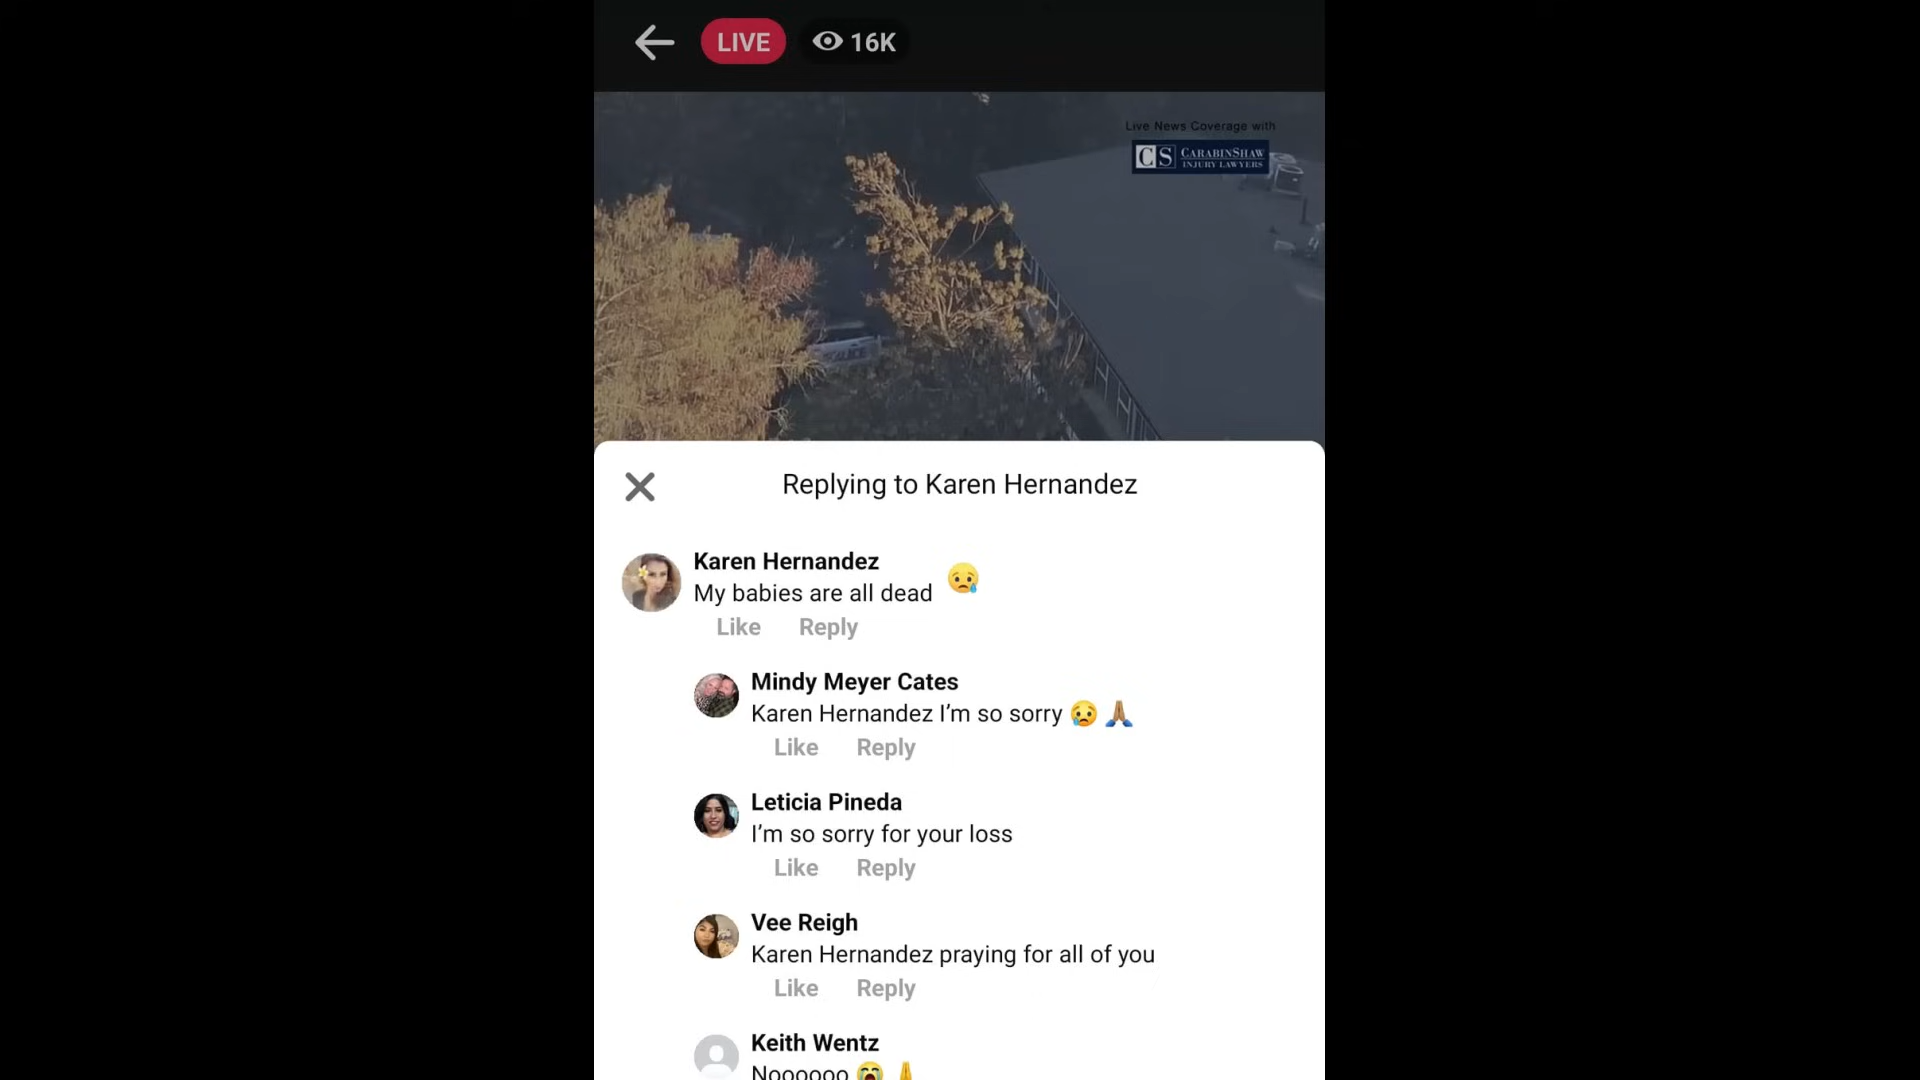 LIVE 16K
Live News Coverage with
CS CARABINSHAW
INJURY LAWYERS
POLICE
Replying to Karen Hernandez
Karen Hernandez
My babies are all dead 😥
Like Reply
Mindy Meyer Cates
Karen Hernandez I’m so sorry 😢 🙏🏽
Like Reply
Leticia Pineda
I’m so sorry for your loss
Like Reply
Vee Reigh
Karen Hernandez praying for all of you
Like Reply
Keith Wentz
Noooooo 😭 🙏